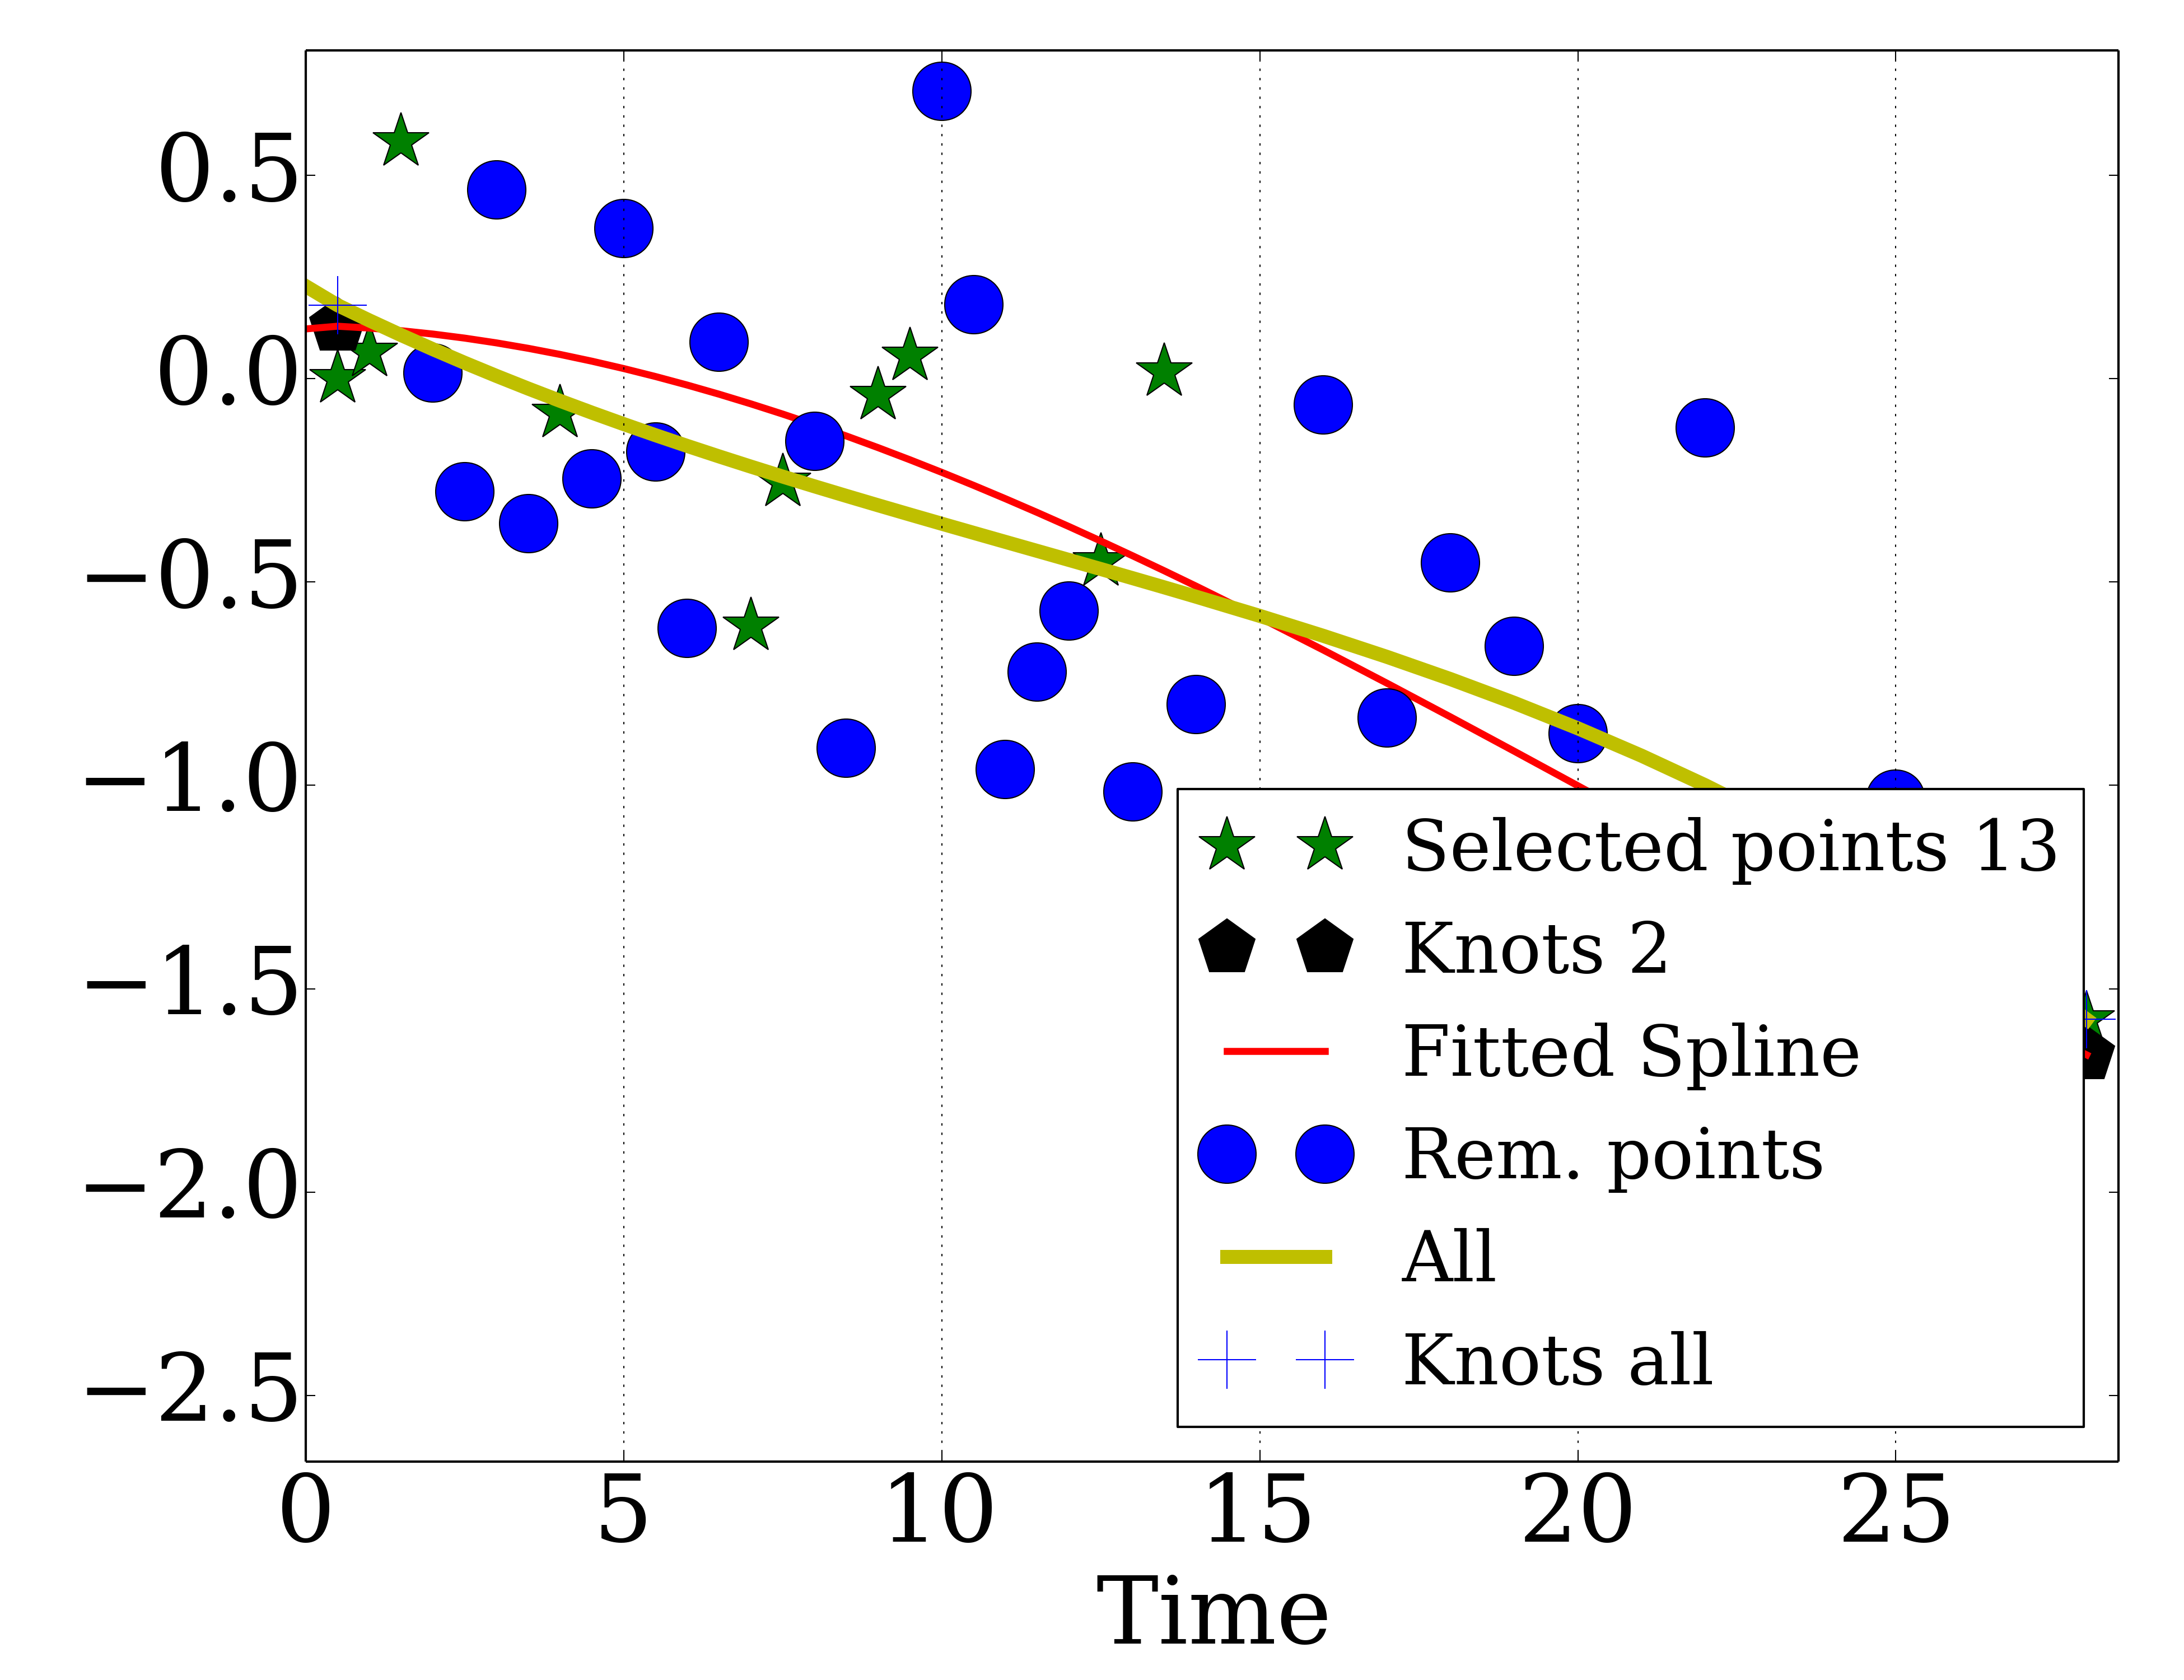 0.5
0.0
−0.5
−1.0
−1.5
−2.0
−2.5
Selected points 13
Knots 2
Fitted Spline
Rem. points
All
Knots all
0 5 10 15 20 25
Time